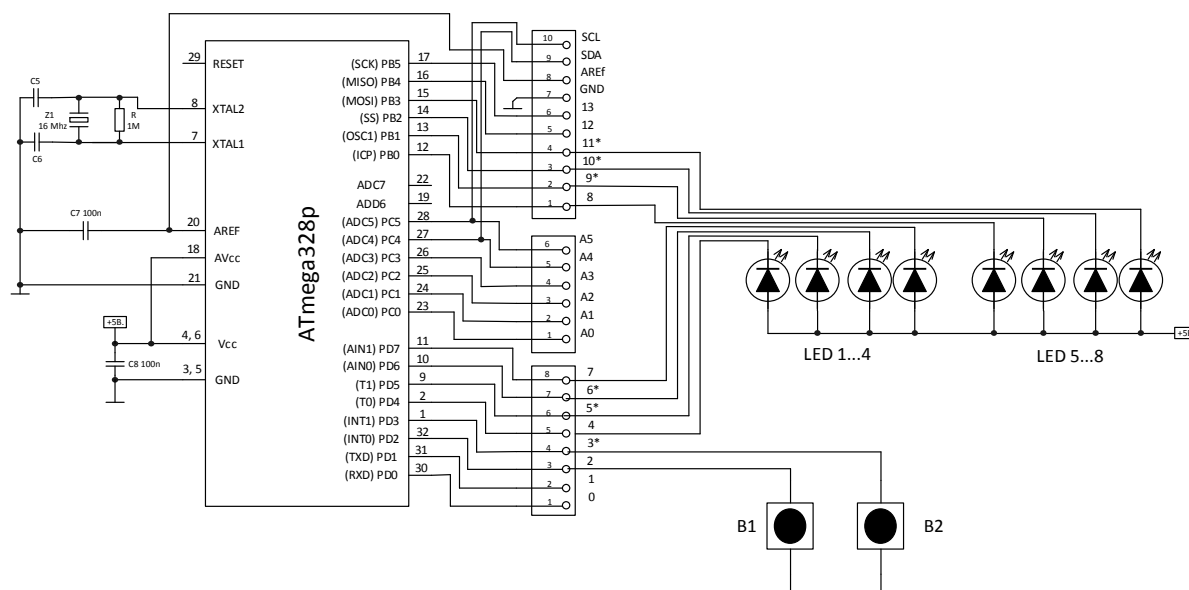 ATmega328p
29 RESET
8 XTAL2
7 XTAL1
20 AREF
18 AVcc
21 GND
4, 6 Vcc
3, 5 GND
C5
Z1
16 Mhz
R
1M
C6
C7 100n
+5В.
C8 100n
(SCK) PB5 17
(MISO) PB4 16
(MOSI) PB3 15
(SS) PB2 14
(OSC1) PB1 13
(ICP) PB0 12
ADC7 22
ADD6 19
(ADC5) PC5 28
(ADC4) PC4 27
(ADC3) PC3 26
(ADC2) PC2 25
(ADC1) PC1 24
(ADC0) PC0 23
(AIN1) PD7 11
(AIN0) PD6 10
(T1) PD5 9
(T0) PD4 2
(INT1) PD3 1
(INT0) PD2 32
(TXD) PD1 31
(RXD) PD0 30
10 SCL
9 SDA
8 AREf
7 GND
6 13
5 12
4 11*
3 10*
2 9*
1 8
6 A5
5 A4
4 A3
3 A2
2 A1
1 A0
8 7
7 6*
6 5*
5 4
4 3*
3 2
2 1
1 0
LED 1...4
LED 5...8
B1
B2